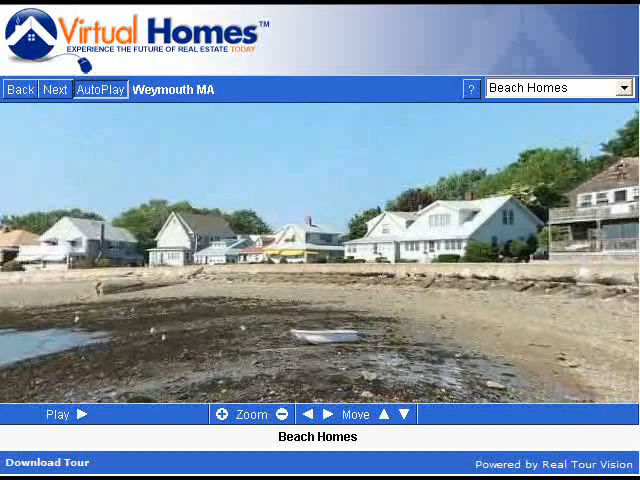 Virtual Homes™
EXPERIENCE THE FUTURE OF REAL ESTATE TODAY
Back Next AutoPlay Weymouth MA ? Beach Homes
Play Zoom Move
Beach Homes
Download Tour Powered by Real Tour Vision